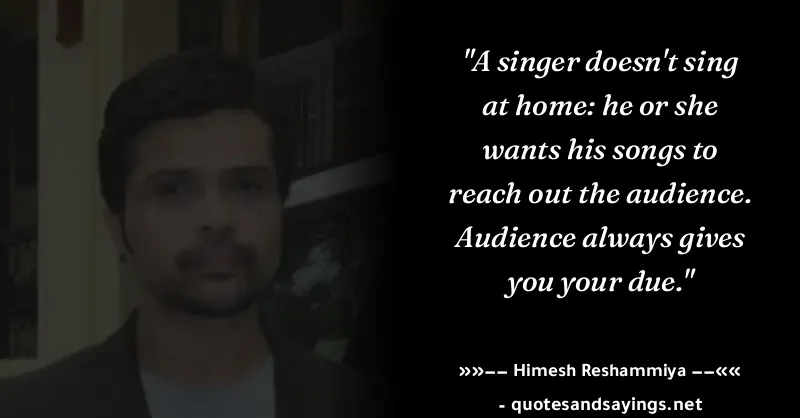 "A singer doesn't sing
at home: he or she
wants his songs to
reach out the audience.
Audience always gives
you your due."
»»−− Himesh Reshammiya −−««
- quotesandsayings.net